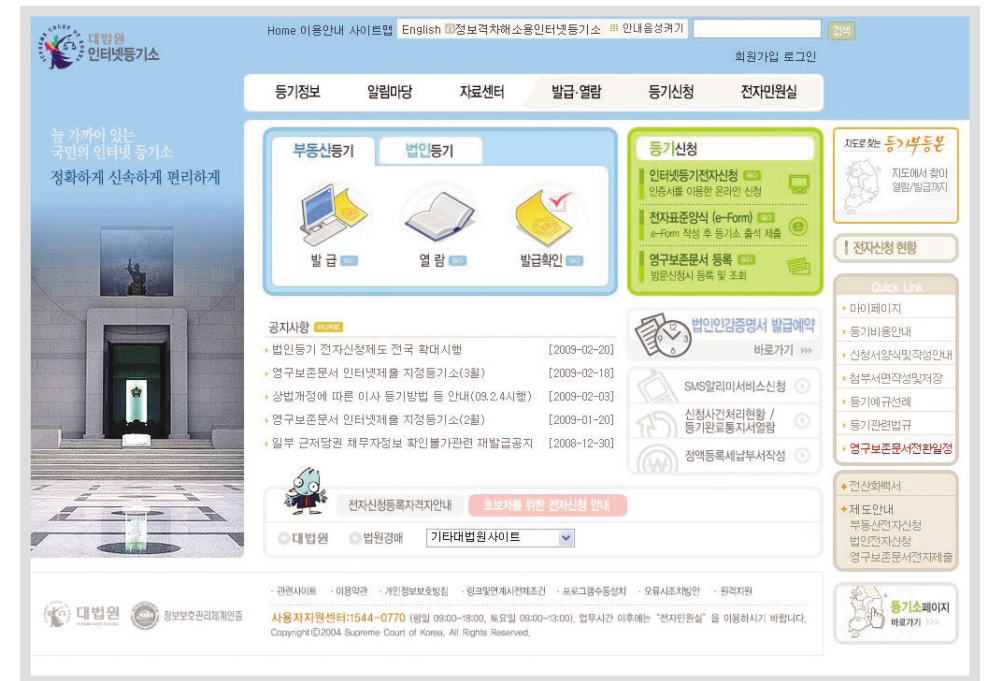 대법원
인터넷등기소
Home 이용안내 사이트맵 English 정보격차해소용인터넷등기소 안내음성켜기
검색
회원가입 로그인
등기정보 알림마당 자료센터 발급·열람 등기신청 전자민원실
늘 가까이 있는
국민의 인터넷 등기소
정확하게 신속하게 편리하게
부동산등기 법인등기
발 급 GO
열 람 GO
발급확인 GO
등기신청
인터넷등기전자신청 GO
인증서를 이용한 온라인 신청
전자표준양식 (e-Form) GO
e-Form 작성 후 등기소 출석 제출
영구보존문서 등록 GO
방문신청시 등록 및 조회
지도로 찾는 등기부등본
지도에서 찾아
열람/발급까지
전자신청 현황
Quick Link
마이페이지
등기비용안내
신청서양식및작성안내
첨부서면작성및저장
등기예규선례
등기관련법규
영구보존문서전환일정
전산화백서
제도안내
부동산전자신청
법인전자신청
영구보존문서전자제출
등기소페이지
바로가기 >>>
공지사항 MORE
법인등기 전자신청제도 전국 확대시행 [2009-02-20]
영구보존문서 인터넷제출 지정등기소(3월) [2009-02-18]
상법개정에 따른 이사 등기방법 등 안내(09.2.4시행) [2009-02-03]
영구보존문서 인터넷제출 지정등기소(2월) [2009-01-20]
일부 근저당권 채무자정보 확인불가관련 재발급공지 [2008-12-30]
법인인감증명서 발급예약
바로가기 >>>
SMS알리미서비스신청
신청사건처리현황 /
등기완료통지서열람
정액등록세납부서작성
전자신청등록자격자안내 초보자를 위한 전자신청 안내
대법원 법원경매 기타대법원사이트
· 관련사이트 · 이용약관 · 개인정보보호방침 · 링크및연계시전제조건 · 프로그램수동설치 · 오류시조치방안 · 원격지원
대법원
정보보호관리체계인증
사용자지원센터:1544-0770 (평일 09:00~18:00, 토요일 09:00~13:00). 업무시간 이후에는 "전자민원실" 을 이용하시기 바랍니다.
Copyright ⓒ 2004 Supreme Court of Korea, All Rights Reserved.